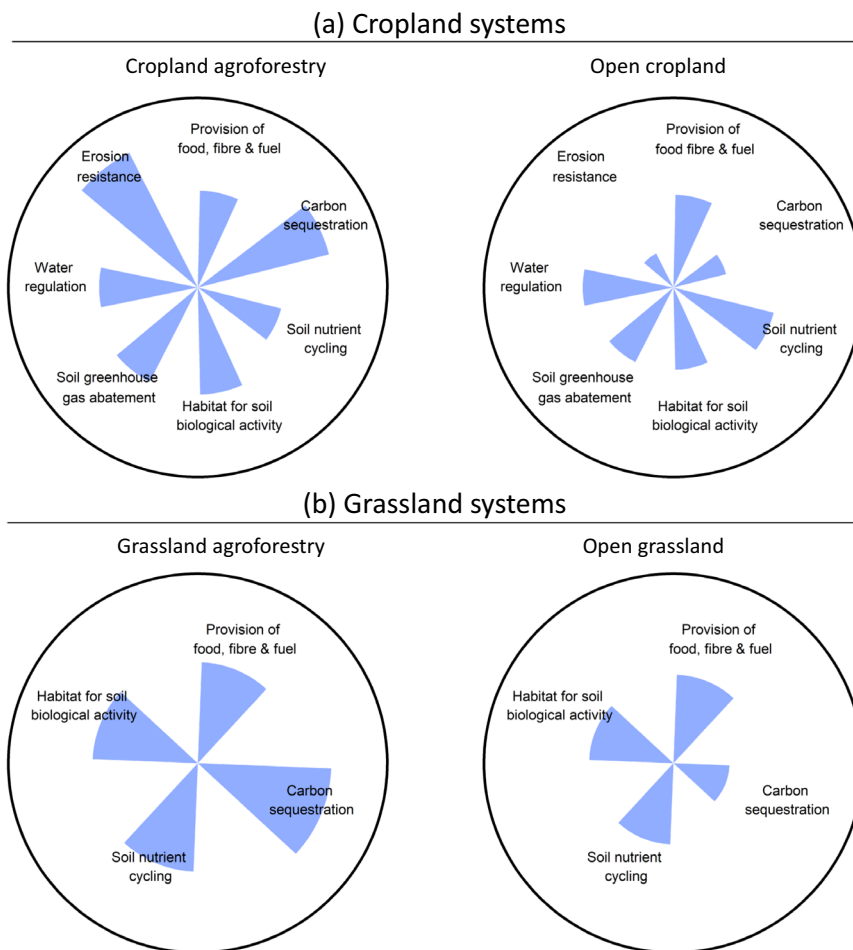 (a) Cropland systems
Cropland agroforestry
Open cropland
Provision of
food, fibre & fuel
Erosion
resistance
Carbon
sequestration
Water
regulation
Soil nutrient
cycling
Soil greenhouse
gas abatement
Habitat for soil
biological activity
Provision of
food fibre & fuel
Erosion
resistance
Carbon
sequestration
Water
regulation
Soil nutrient
cycling
Soil greenhouse
gas abatement
Habitat for soil
biological activity
(b) Grassland systems
Grassland agroforestry
Open grassland
Provision of
food, fibre & fuel
Habitat for soil
biological activity
Carbon
sequestration
Soil nutrient
cycling
Provision of
food, fibre & fuel
Habitat for soil
biological activity
Carbon
sequestration
Soil nutrient
cycling